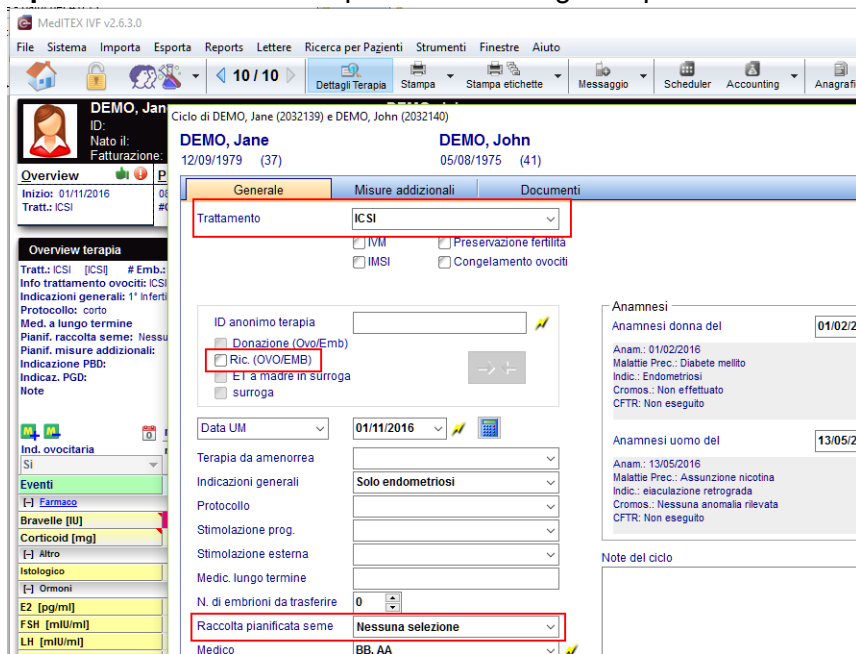 MedITEX IVF v2.6.3.0
File Sistema Importa Esporta Reports Lettere Ricerca per Pazienti Strumenti Finestre Aiuto
10 / 10 Dettagli Terapia Stampa Stampa etichette Messaggio Scheduler Accounting Anagrafi
DEMO, Jan
ID:
Nato il:
Fatturazione:
Overview P
Inizio: 01/11/2016
Tratt.: ICSI
Overview terapia
Tratt.: ICSI [ICSI] # Emb.:
Info trattamento ovociti: ICSI
Indicazioni generali: 1° Inferti
Protocollo: corto
Med. a lungo termine
Pianif. raccolta seme: Nessu
Pianif. misure addizionali:
Indicazione PBD:
Indicaz. PGD:
Note
Ind. ovocitaria
Si
Eventi
[-] Farmaco
Bravelle [IU]
Corticoid [mg]
[-] Altro
Istologico
[-] Ormoni
E2 [pg/ml]
FSH [mIU/ml]
LH [mIU/ml]
Ciclo di DEMO, Jane (2032139) e DEMO, John (2032140)
DEMO, Jane DEMO, John
12/09/1979 (37) 05/08/1975 (41)
Generale Misure addizionali Documenti
Trattamento ICSI
IVM Preservazione fertilità
IMSI Congelamento ovociti
ID anonimo terapia
Donazione (Ovo/Emb)
Ric. (OVO/EMB)
ET a madre in surroga
surroga
Data UM 01/11/2016
Terapia da amenorrea
Indicazioni generali Solo endometriosi
Protocollo
Stimolazione prog.
Stimolazione esterna
Medic. lungo termine
N. di embrioni da trasferire 0
Raccolta pianificata seme Nessuna selezione
Medico BB, AA
Anamnesi
Anamnesi donna del 01/02/2
Anam.: 01/02/2016
Malattie Prec.: Diabete mellito
Indic.: Endometriosi
Cromos.: Non effettuato
CFTR: Non eseguito
Anamnesi uomo del 13/05/2
Anam.: 13/05/2016
Malattie Prec.: Assunzione nicotina
Indic.: eiaculazione retrograda
Cromos.: Nessuna anomalia rilevata
CFTR: Non eseguito
Note del ciclo